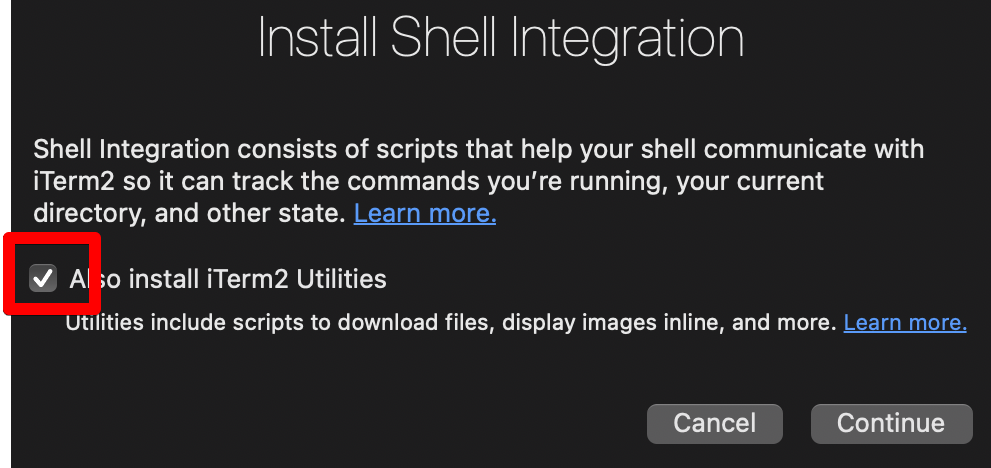 Install Shell Integration
Shell Integration consists of scripts that help your shell communicate with
iTerm2 so it can track the commands you’re running, your current
directory, and other state. Learn more.
Also install iTerm2 Utilities
Utilities include scripts to download files, display images inline, and more. Learn more.
Cancel Continue